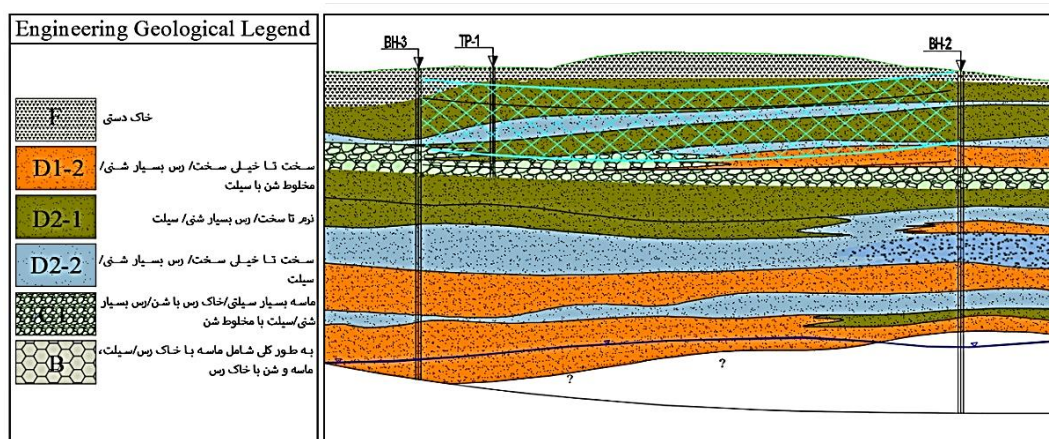 Engineering Geological Legend
F
خاک دستی
D1-2
سخت تا خیلی سخت/ رس بسیار شنی/
مخلوط شن با سیلت
D2-1
نرم تا سخت/ رس بسیار شنی/ سیلت
D2-2
سخت تا خیلی سخت/ رس بسیار شنی/
سیلت
ماسه بسیار سیلتی/خاک رس با شن/رس بسیار
شنی/سیلت با مخلوط شن
B
به طور کلی شامل ماسه با خاک رس/سیلت،
ماسه و شن با خاک رس
BH-3
TP-1
BH-2
?
?